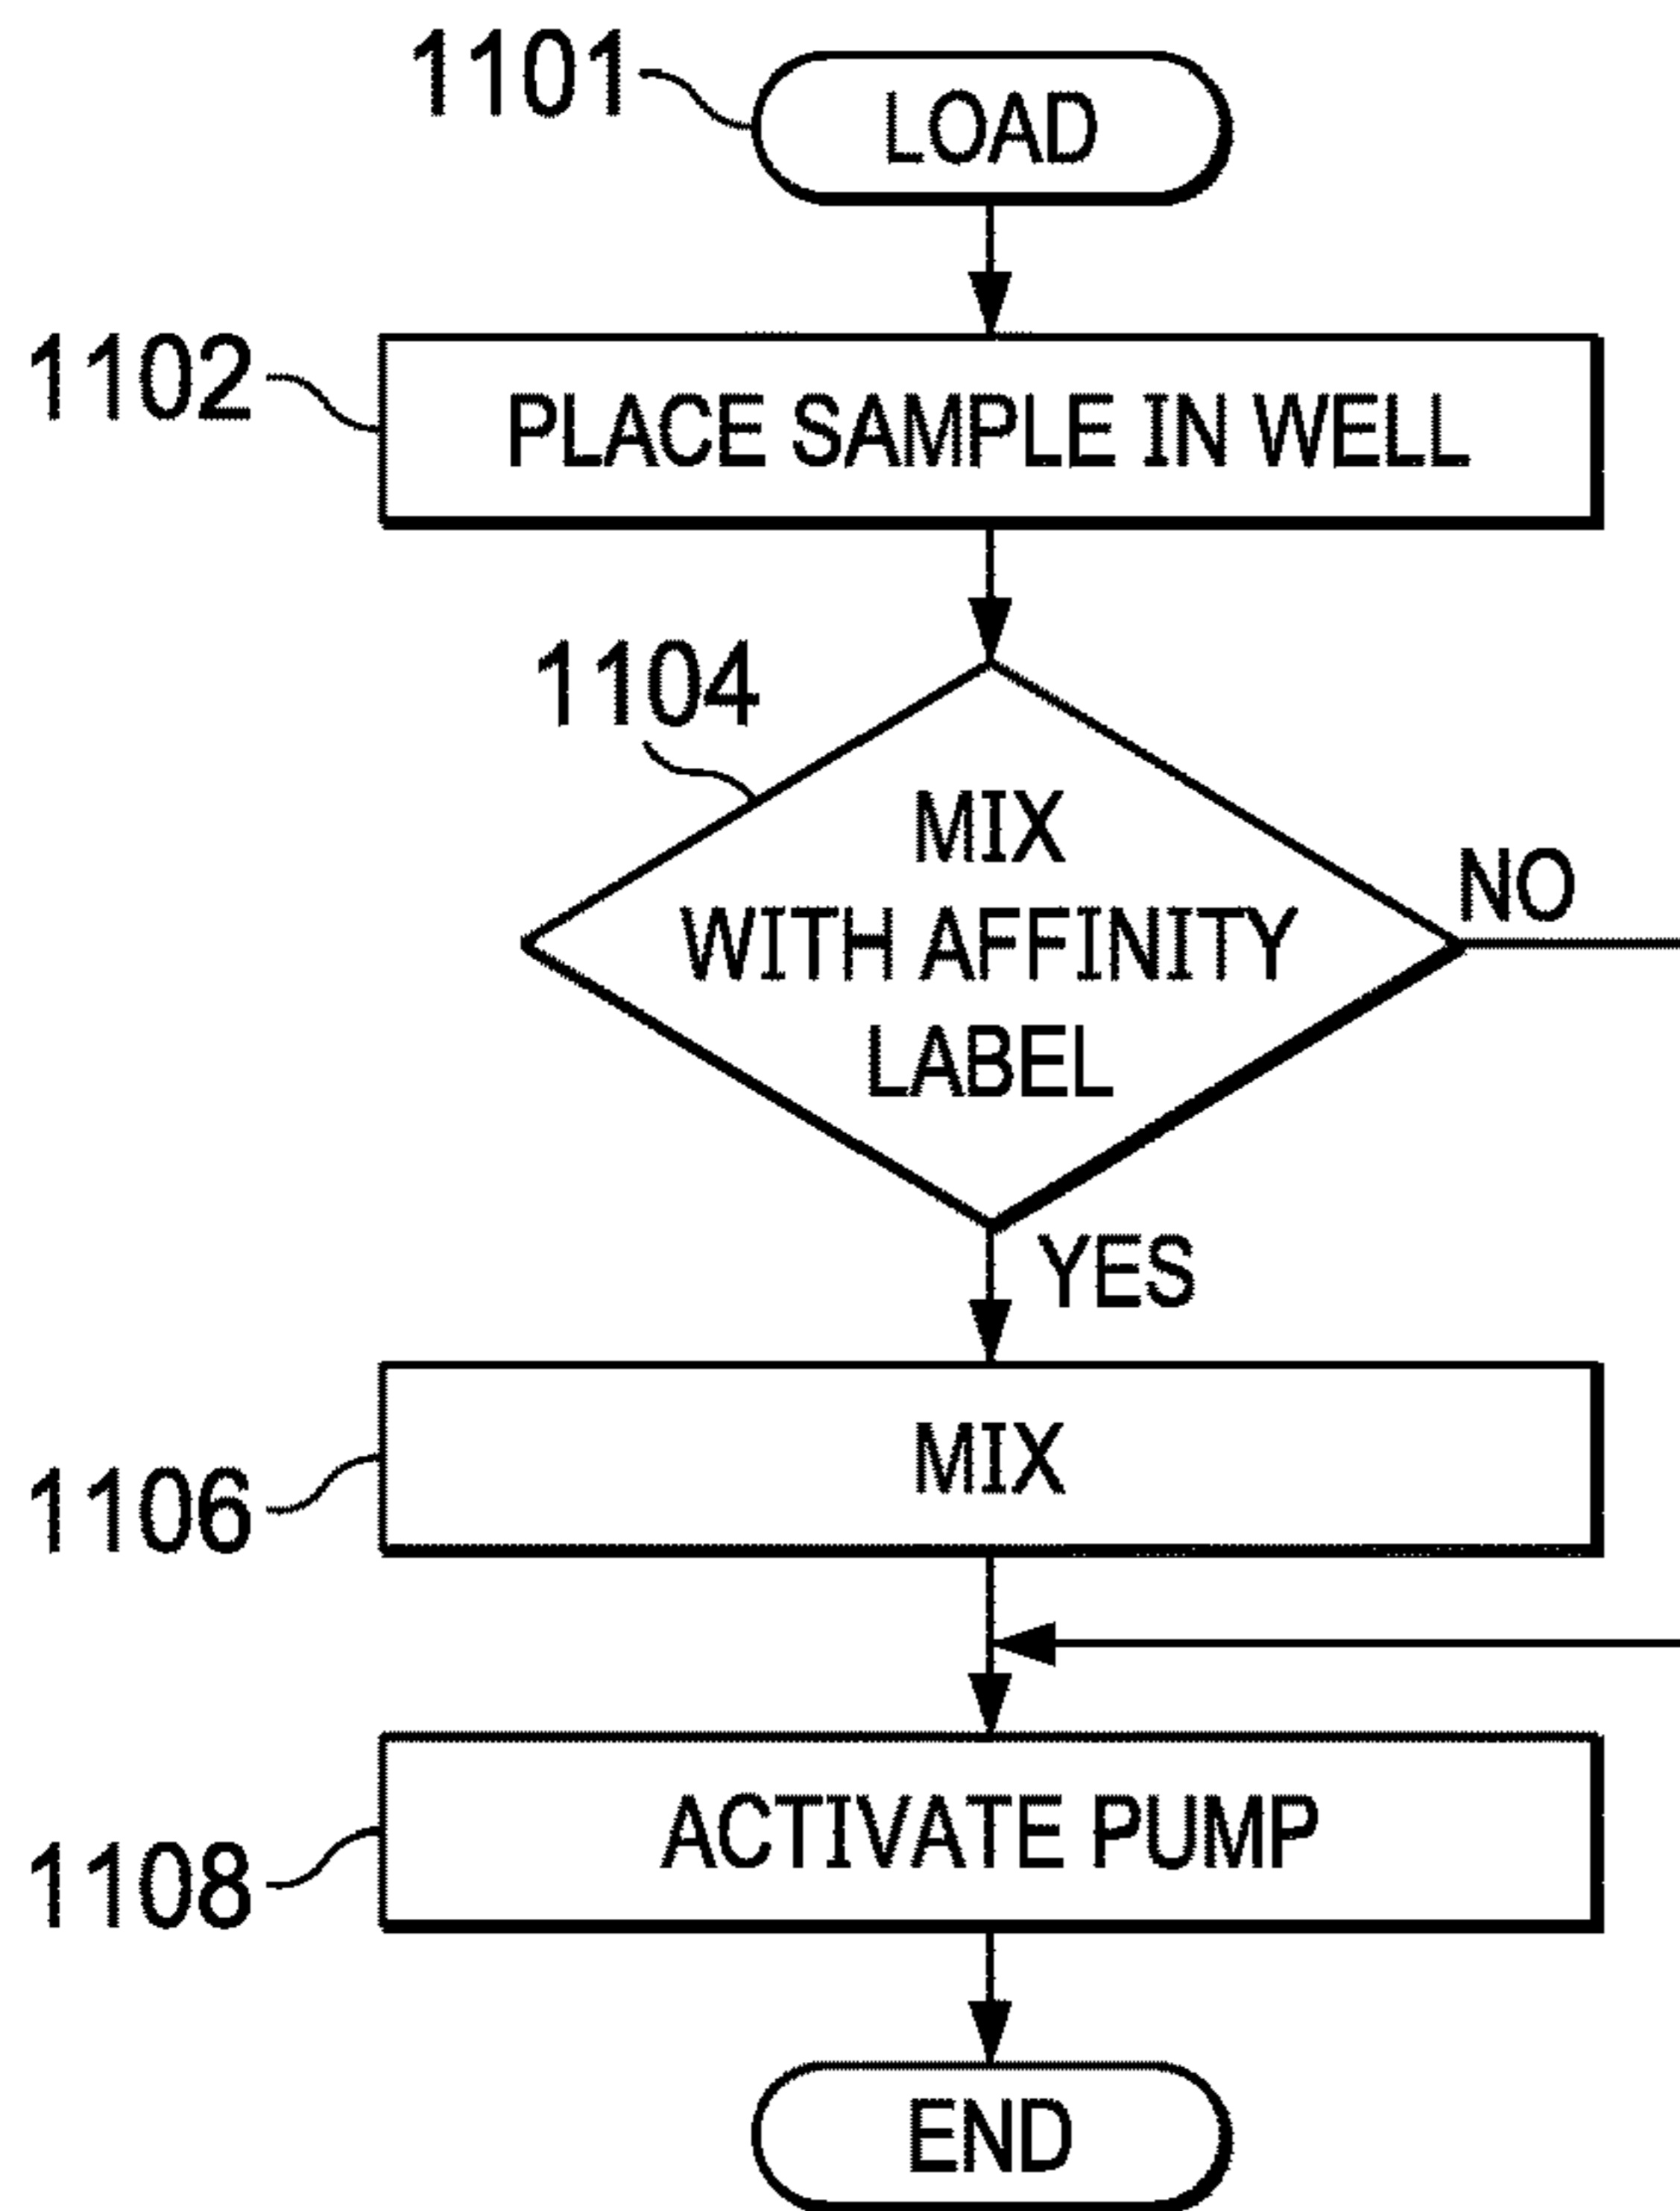 1101
LOAD
1102
PLACE SAMPLE IN WELL
1104
MIX
WITH AFFINITY
LABEL
NO
YES
1106
MIX
1108
ACTIVATE PUMP
END